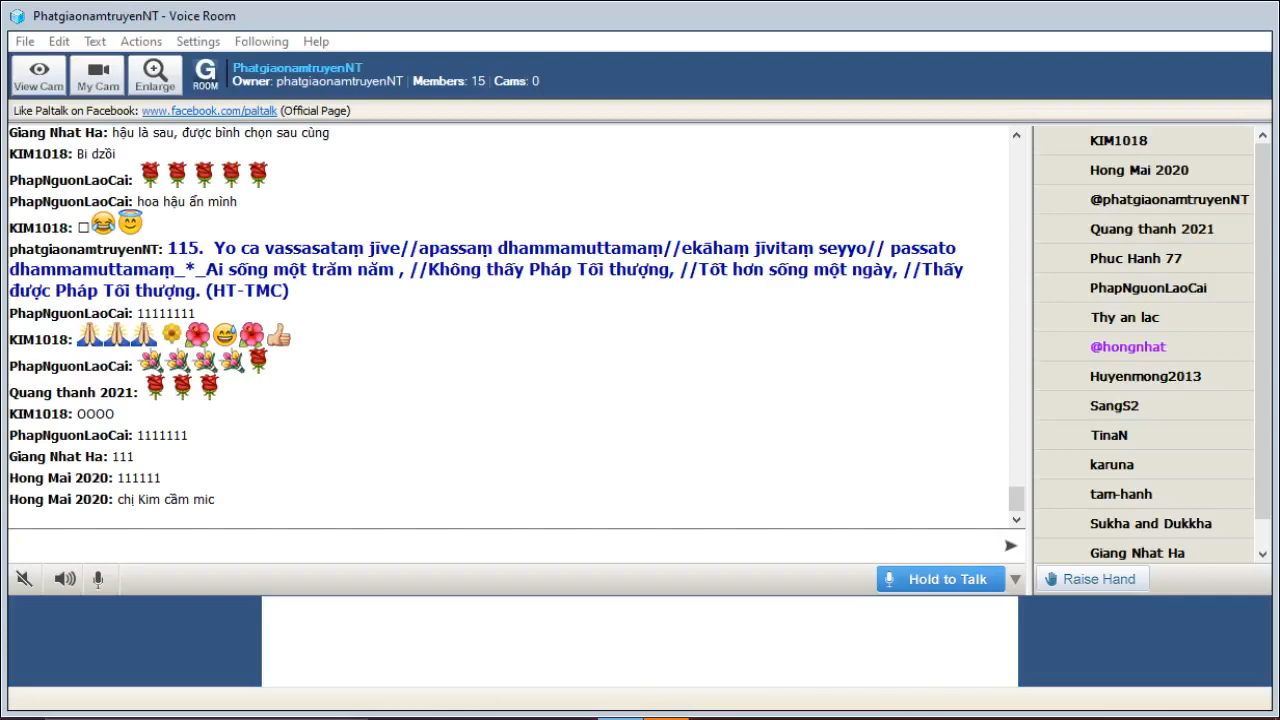 PhatgiaonamtruyenNT - Voice Room
File Edit Text Actions Settings Following Help
View Cam My Cam Enlarge G ROOM
PhatgiaonamtruyenNT
Owner: phatgiaonamtruyenNT | Members: 15 | Cams: 0
Like Paltalk on Facebook: www.facebook.com/paltalk (Official Page)
Giang Nhat Ha: hậu là sau, được bình chọn sau cùng
KIM1018: Bi dzồi
PhapNguonLaoCai:
PhapNguonLaoCai: hoa hậu ẩn mình
KIM1018:
phatgiaonamtruyenNT: 115. Yo ca vassasataṃ jīve//apassaṃ dhammamuttamaṃ//ekāhaṃ jīvitaṃ seyyo// passato
dhammamuttamaṃ_*_Ai sống một trăm năm , //Không thấy Pháp Tối thượng, //Tốt hơn sống một ngày, //Thấy
được Pháp Tối thượng. (HT-TMC)
PhapNguonLaoCai: 11111111
KIM1018:
PhapNguonLaoCai:
Quang thanh 2021:
KIM1018: OOOO
PhapNguonLaoCai: 1111111
Giang Nhat Ha: 111
Hong Mai 2020: 111111
Hong Mai 2020: chị Kim cầm mic
Hold to Talk
KIM1018
Hong Mai 2020
@phatgiaonamtruyenNT
Quang thanh 2021
Phuc Hanh 77
PhapNguonLaoCai
Thy an lac
@hongnhat
Huyenmong2013
SangS2
TinaN
karuna
tam-hanh
Sukha and Dukkha
Giang Nhat Ha
Raise Hand